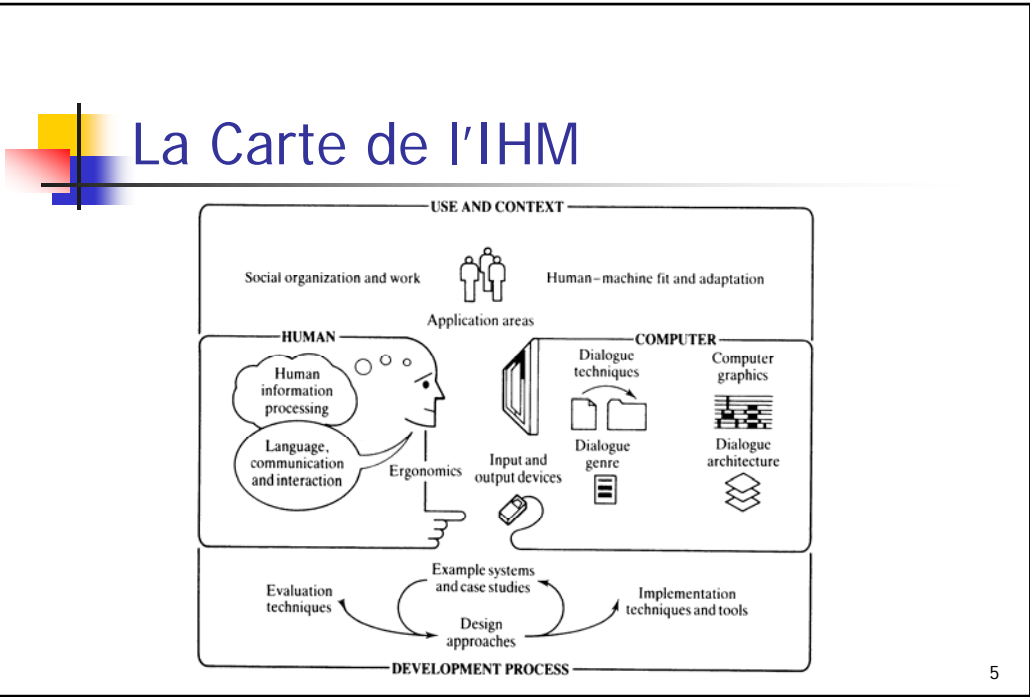 La Carte de l'IHM
USE AND CONTEXT
Social organization and work
Human–machine fit and adaptation
Application areas
HUMAN
Human
information
processing
Language,
communication
and interaction
Ergonomics
COMPUTER
Dialogue
techniques
Computer
graphics
Dialogue
genre
Dialogue
architecture
Input and
output devices
Example systems
and case studies
Evaluation
techniques
Implementation
techniques and tools
Design
approaches
DEVELOPMENT PROCESS
5